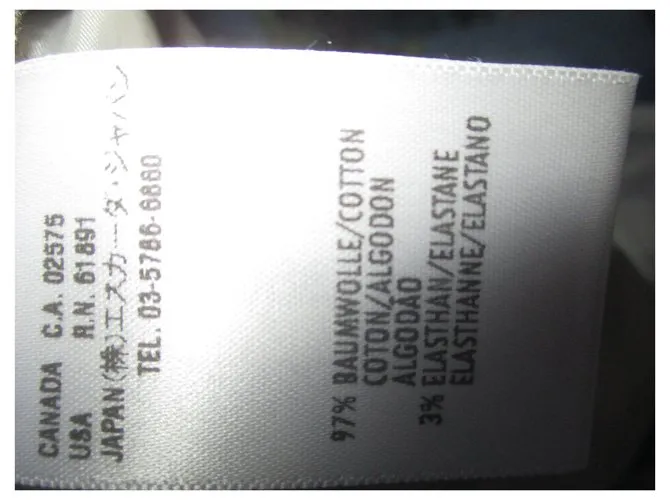 CANADA C.A. 02575
USA R.N. 61891
JAPAN(株)エスカーダ・ジャパン
TEL. 03-5786-6860
97% BAUMWOLLE/COTTON
COTON/ALGODON
ALGODÃO
3% ELASTHAN/ELASTANE
ELASTHANNE/ELASTANO